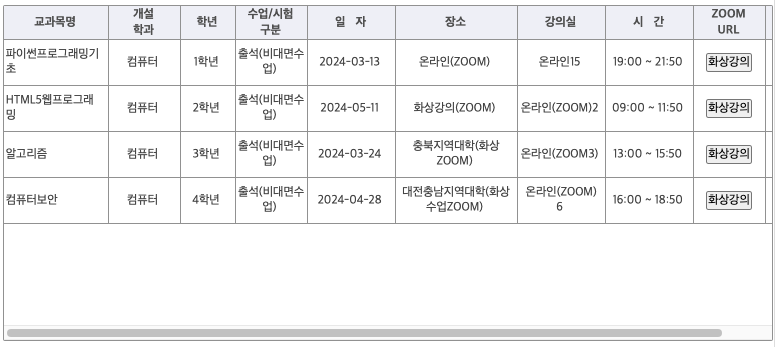 교과목명 개설 학과 학년 수업/시험 구분 일 자 장소 강의실 시 간 ZOOM URL
파이썬프로그래밍기
초 컴퓨터 1학년 출석(비대면수
업) 2024-03-13 온라인(ZOOM) 온라인15 19:00 ~ 21:50 화상강의
HTML5웹프로그래
밍 컴퓨터 2학년 출석(비대면수
업) 2024-05-11 화상강의(ZOOM) 온라인(ZOOM)2 09:00 ~ 11:50 화상강의
알고리즘 컴퓨터 3학년 출석(비대면수
업) 2024-03-24 충북지역대학(화상
ZOOM) 온라인(ZOOM3) 13:00 ~ 15:50 화상강의
컴퓨터보안 컴퓨터 4학년 출석(비대면수
업) 2024-04-28 대전충남지역대학(화상
수업ZOOM) 온라인(ZOOM)
6 16:00 ~ 18:50 화상강의